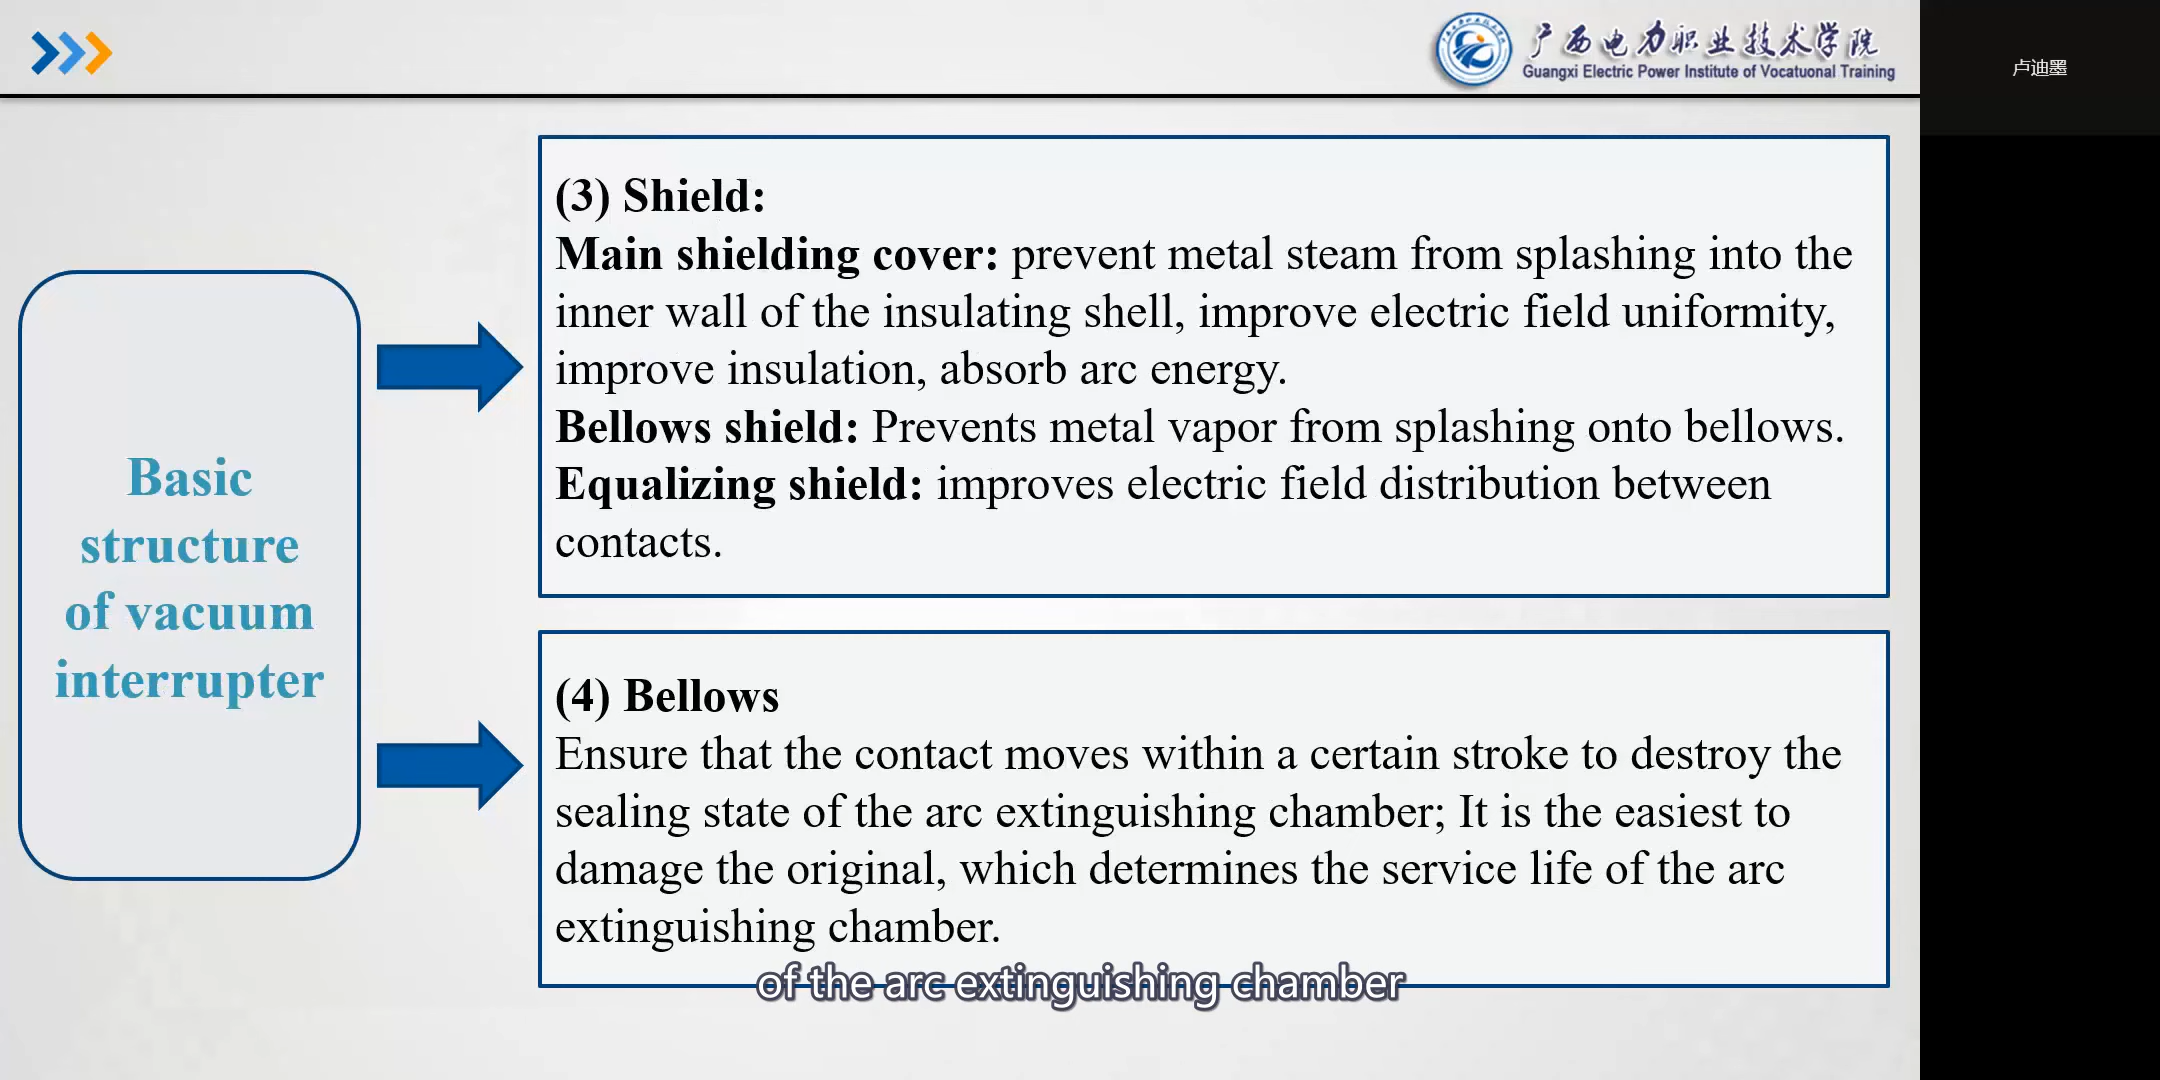 广西电力职业技术学院
Guangxi Electric Power Institute of Vocatuonal Training
卢迪墨
Basic
structure
of vacuum
interrupter
(3) Shield:
Main shielding cover: prevent metal steam from splashing into the
inner wall of the insulating shell, improve electric field uniformity,
improve insulation, absorb arc energy.
Bellows shield: Prevents metal vapor from splashing onto bellows.
Equalizing shield: improves electric field distribution between
contacts.
(4) Bellows
Ensure that the contact moves within a certain stroke to destroy the
sealing state of the arc extinguishing chamber; It is the easiest to
damage the original, which determines the service life of the arc
extinguishing chamber.
of the arc extinguishing chamber